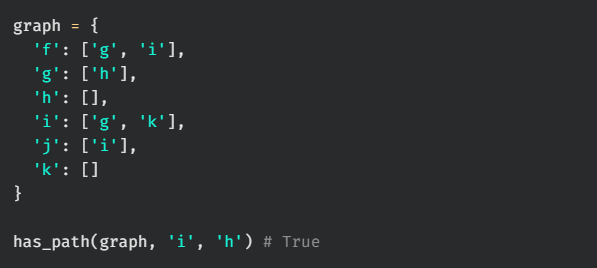 graph = {
  'f': ['g', 'i'],
  'g': ['h'],
  'h': [],
  'i': ['g', 'k'],
  'j': ['i'],
  'k': []
}
has_path(graph, 'i', 'h') # True